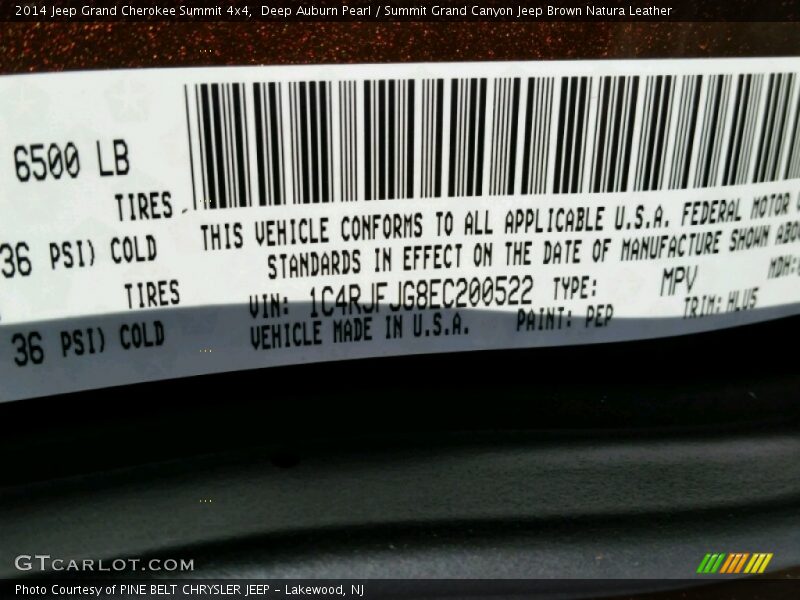 2014 Jeep Grand Cherokee Summit 4x4,  Deep Auburn Pearl / Summit Grand Canyon Jeep Brown Natura Leather
6500 LB
TIRES
THIS VEHICLE CONFORMS TO ALL APPLICABLE U.S.A. FEDERAL MOTOR
36 PSI) COLD
STANDARDS IN EFFECT ON THE DATE OF MANUFACTURE SHOWN ABO
TIRES
VIN: 1C4RJFJG8EC200522 TYPE: MPV MDH:
36 PSI) COLD
VEHICLE MADE IN U.S.A. PAINT: PEP TRIM: HLU5
GTCARLOT.COM
Photo Courtesy of PINE BELT CHRYSLER JEEP – Lakewood, NJ